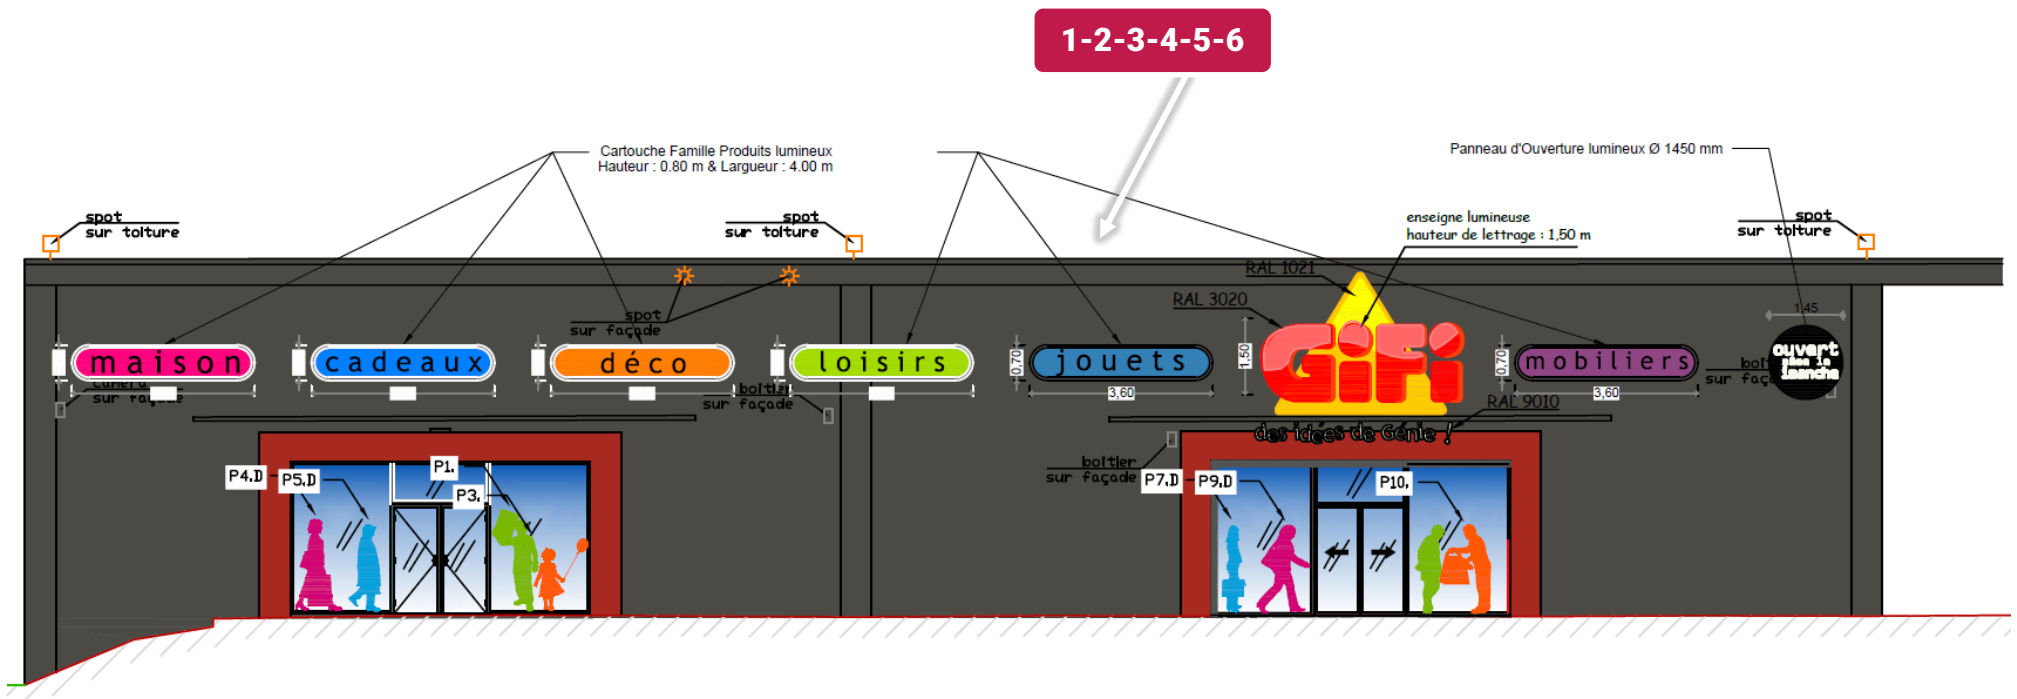 1-2-3-4-5-6
Cartouche Famille Produits lumineux
Hauteur : 0.80 m & Largueur : 4.00 m
Panneau d'Ouverture lumineux Ø 1450 mm
spot
sur toiture
spot
sur toiture
enseigne lumineuse
hauteur de lettrage : 1,50 m
spot
sur toiture
RAL 1021
RAL 3020
1,45
spot
sur façade
maison
cadeaux
déco
loisirs
0,70
jouets
3,60
1,50
GiFi
0,70
mobiliers
3,60
ouvert
caméra
sur façade
boîtier
sur façade
RAL 9010
des idées de Génie !
boîtier
sur façade
P4.D
P5.D
P1.
P3.
P7.D
P9.D
P10.